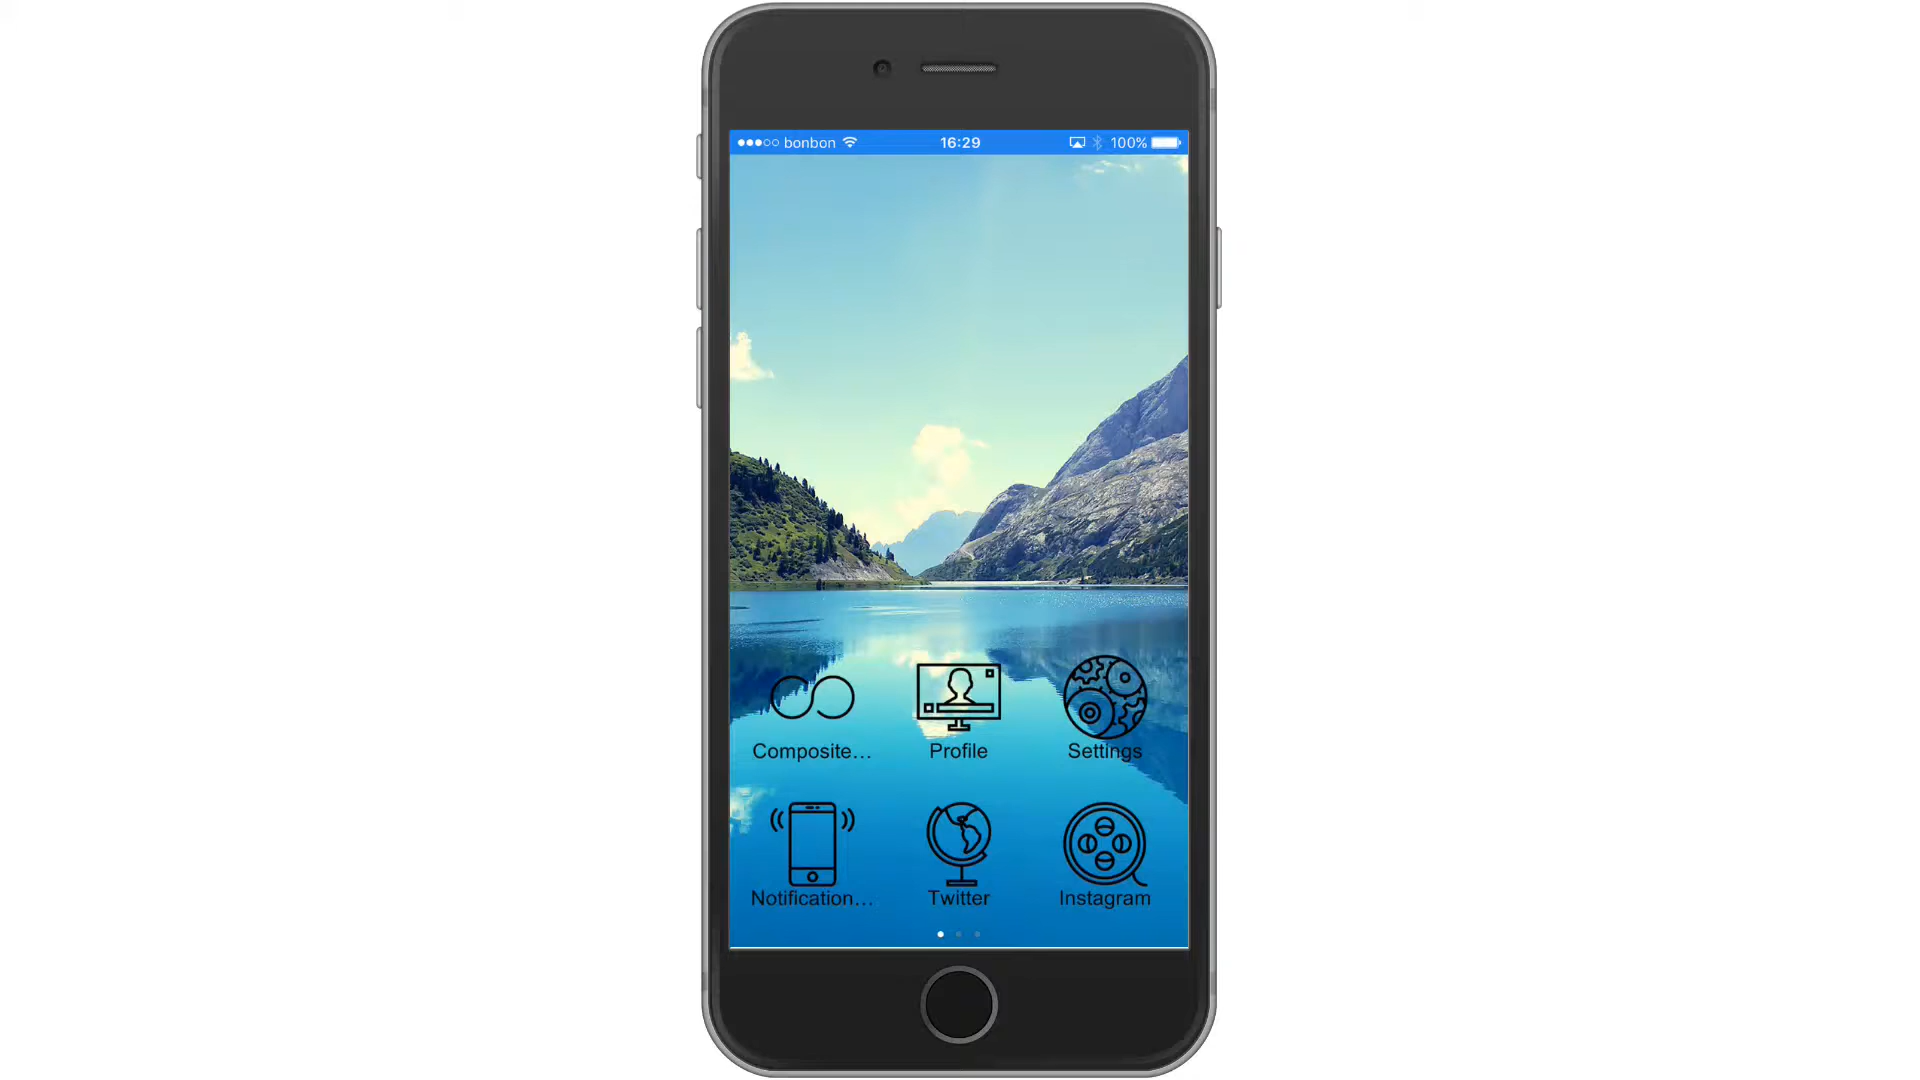 bonbon 16:29 100%
Composite... Profile Settings
Notification... Twitter Instagram